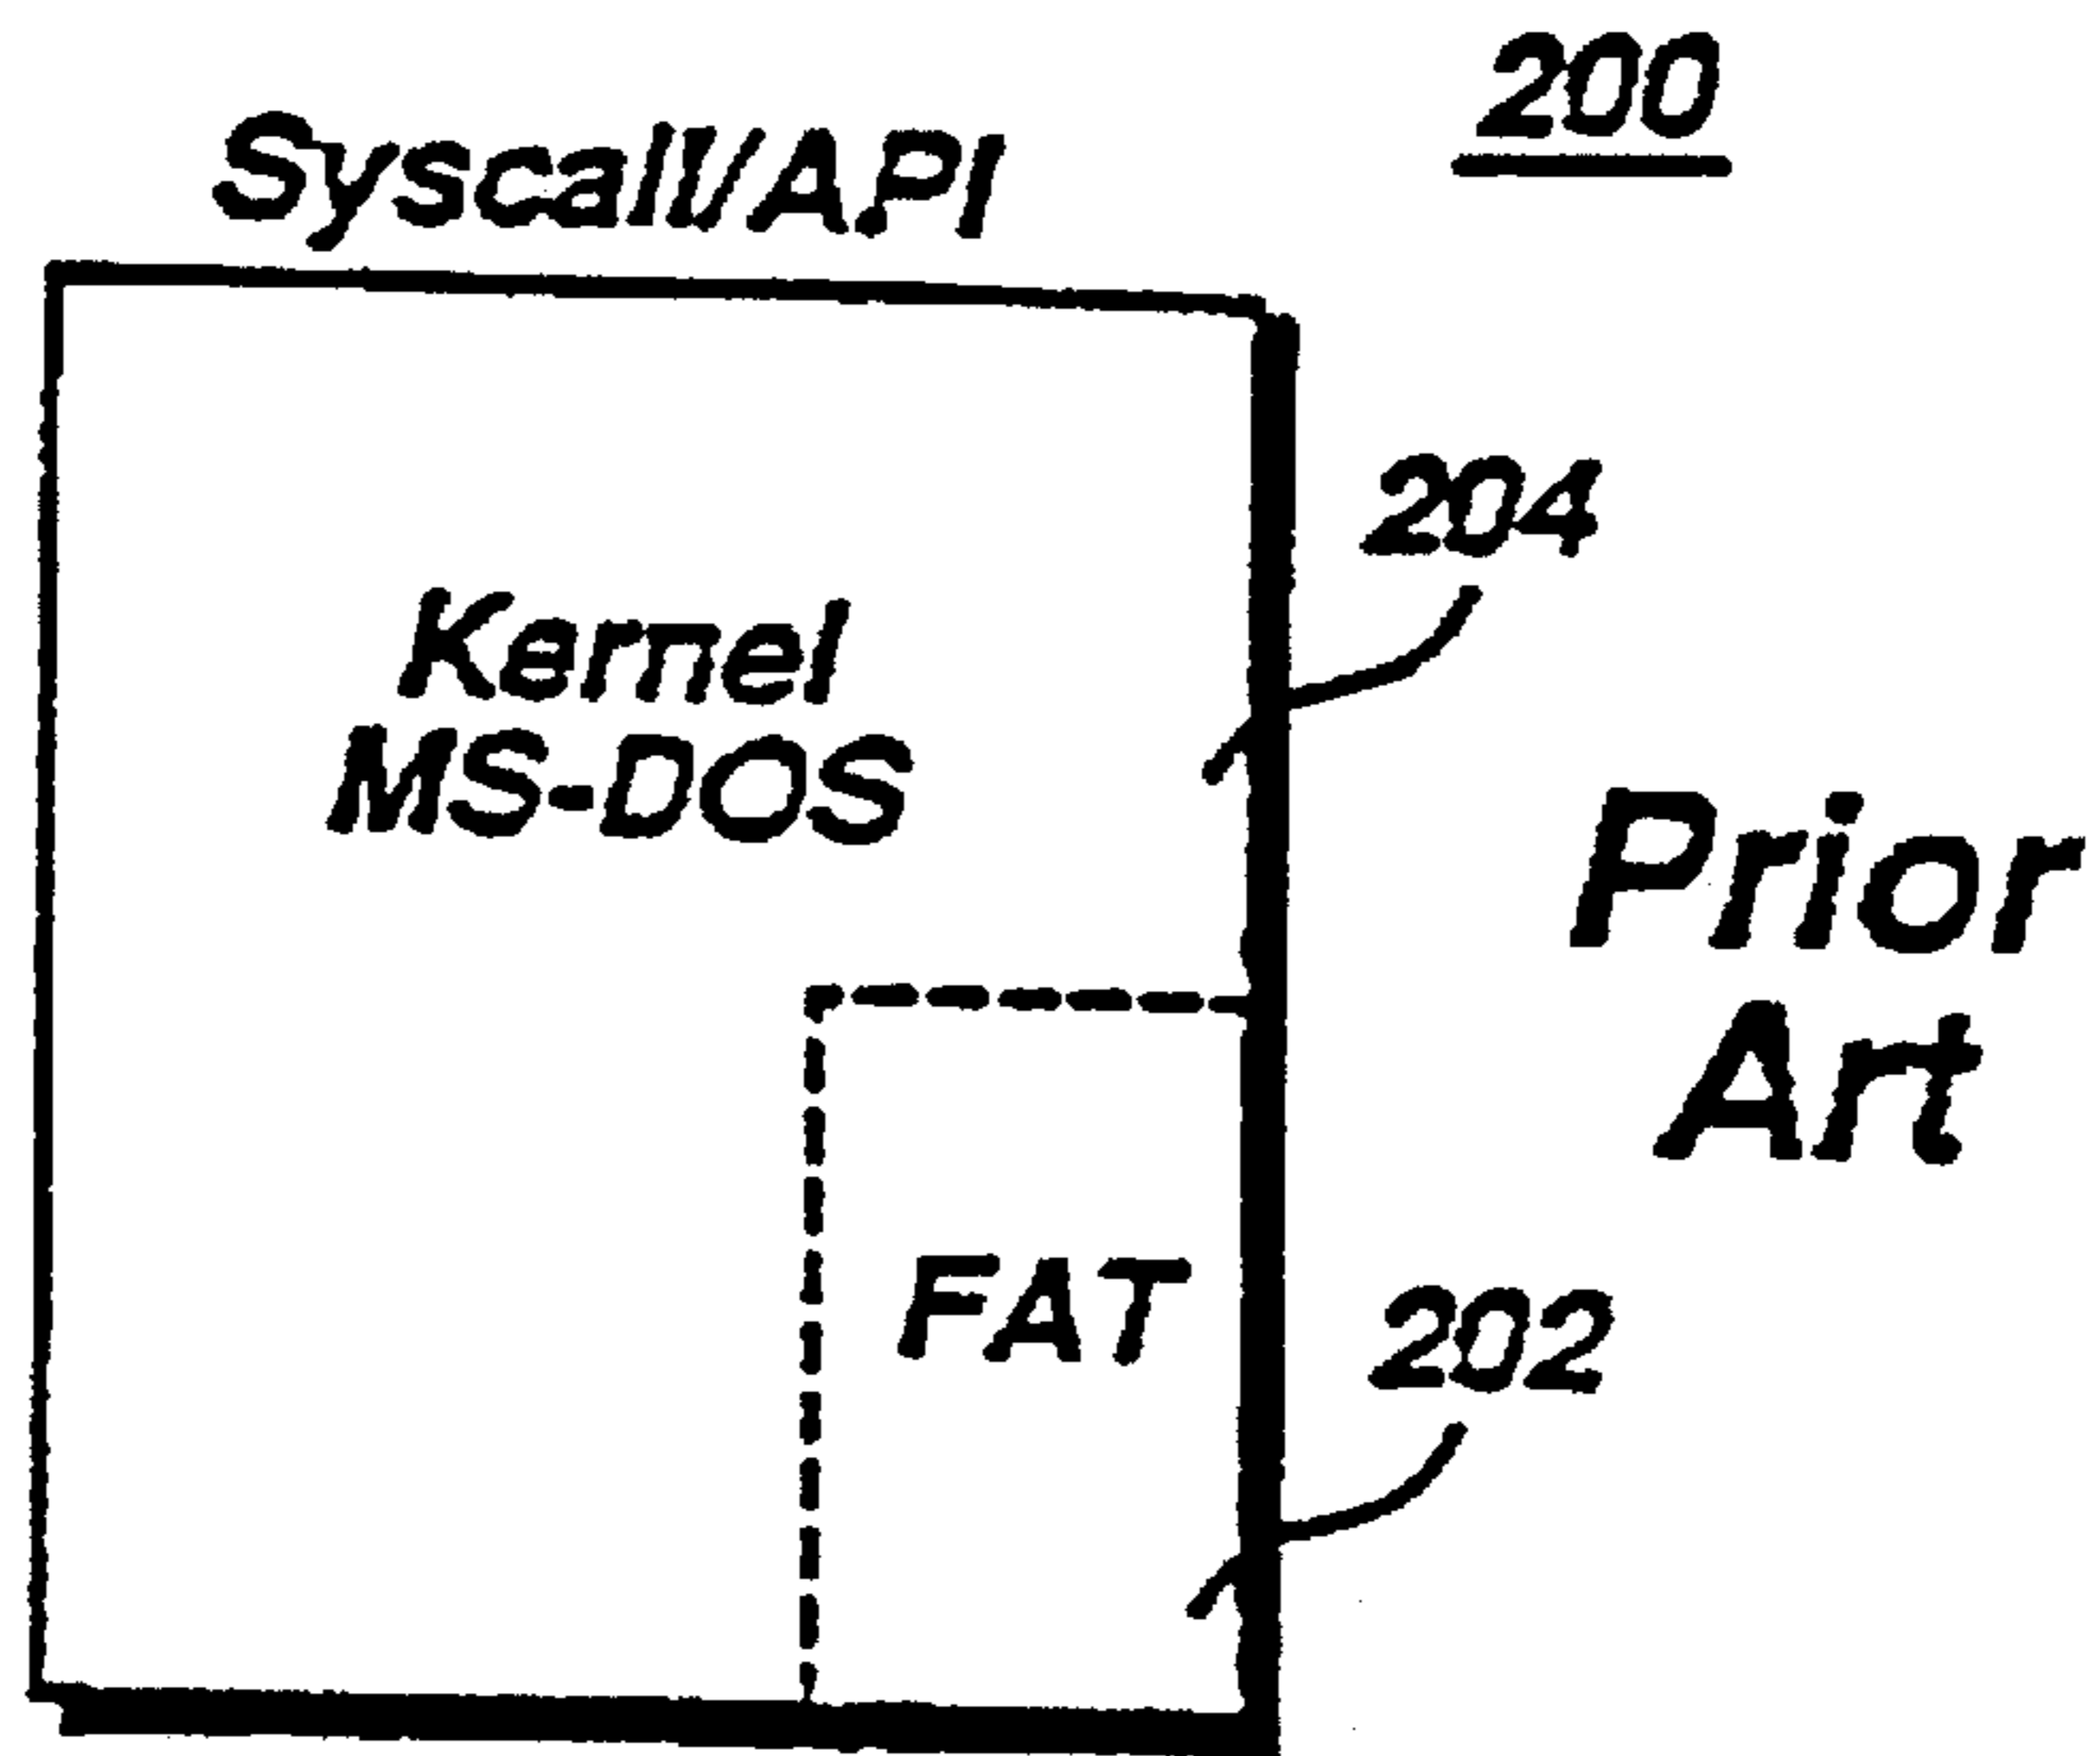 200
Syscall/API
204
Kernel
MS-DOS
Prior
Art
FAT
202